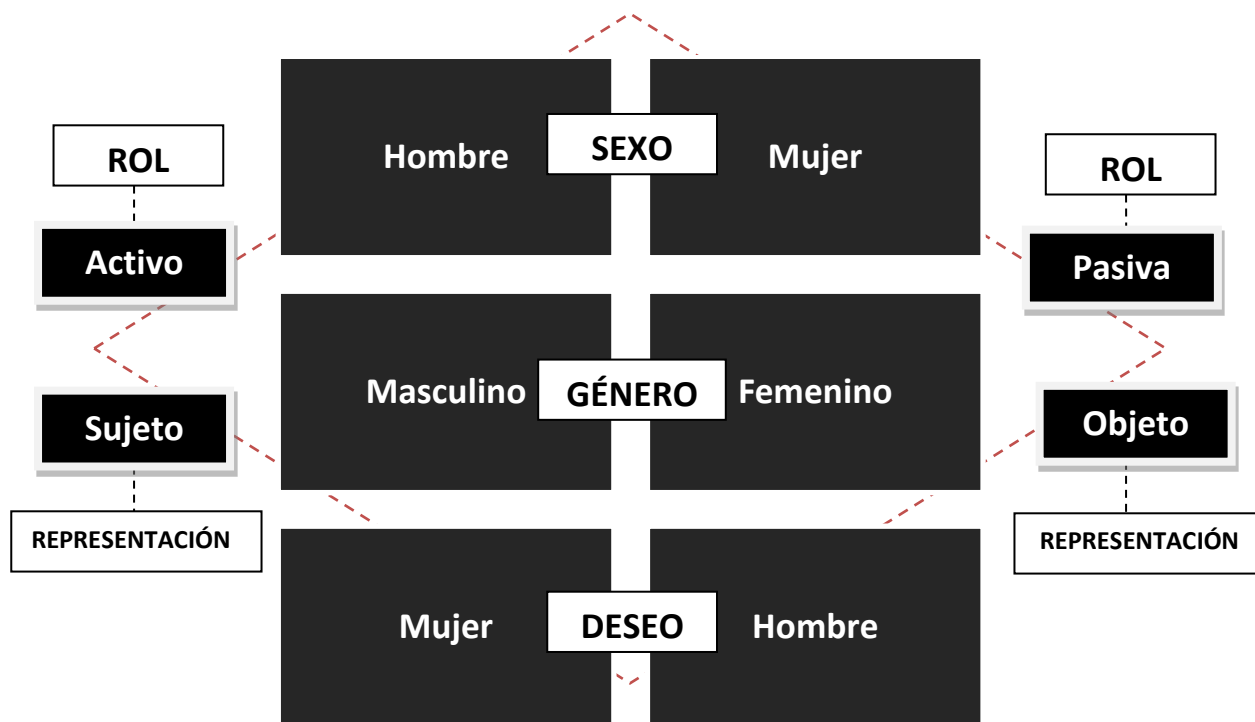 Hombre
SEXO
Mujer
ROL
ROL
Activo
Pasiva
Masculino
GÉNERO
Femenino
Sujeto
Objeto
REPRESENTACIÓN
REPRESENTACIÓN
Mujer
DESEO
Hombre